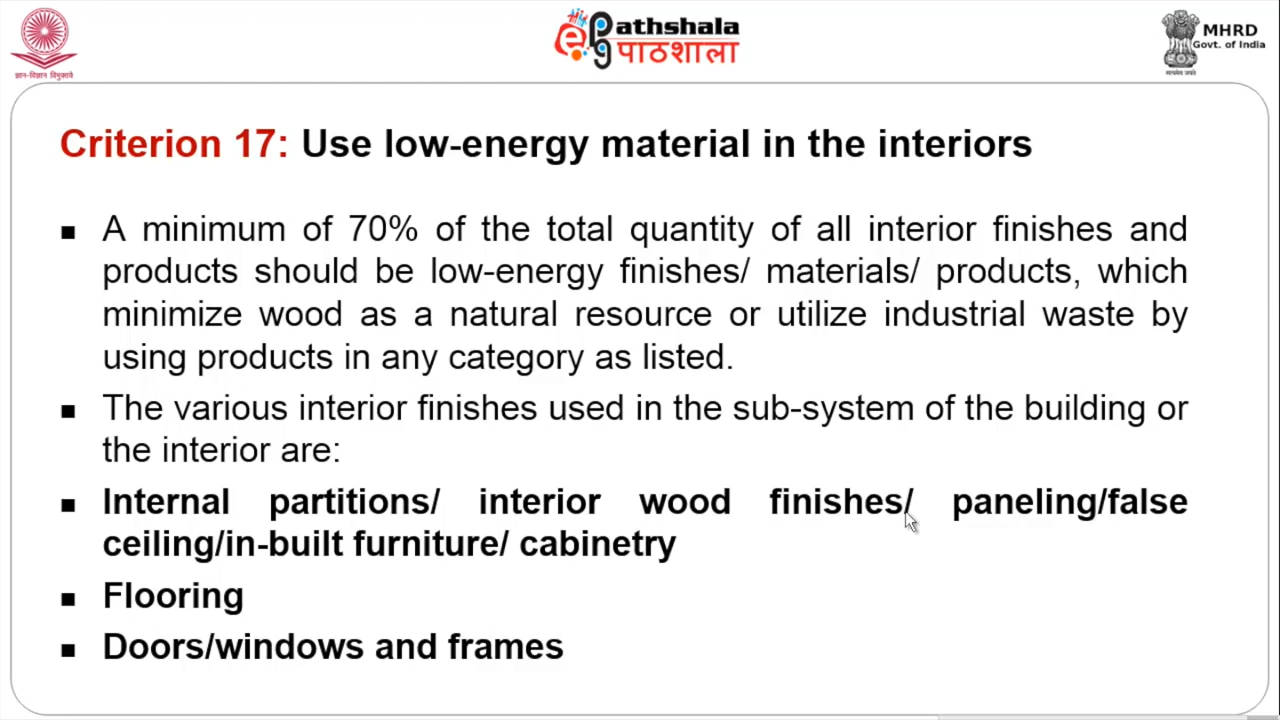 ज्ञान-विज्ञान विमुक्तये
ePathshala
पाठशाला
सत्यमेव जयते
MHRD
Govt. of India
Criterion 17: Use low-energy material in the interiors
▪ A minimum of 70% of the total quantity of all interior finishes and
products should be low-energy finishes/ materials/ products, which
minimize wood as a natural resource or utilize industrial waste by
using products in any category as listed.
▪ The various interior finishes used in the sub-system of the building or
the interior are:
▪ Internal partitions/ interior wood finishes/ paneling/false
ceiling/in-built furniture/ cabinetry
▪ Flooring
▪ Doors/windows and frames